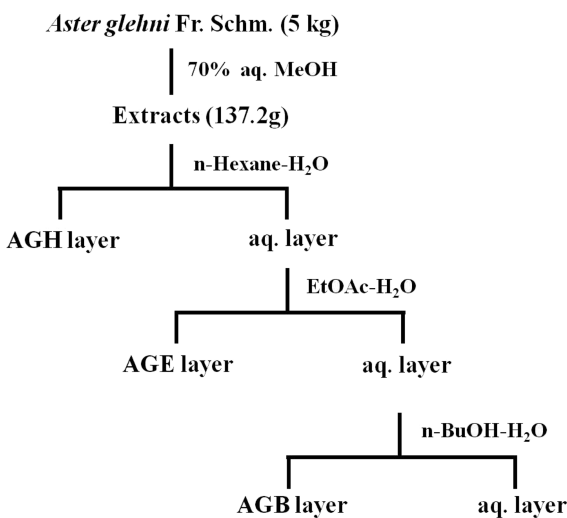 Aster glehni Fr. Schm. (5 kg)
70% aq. MeOH
Extracts (137.2g)
n-Hexane-H₂O
AGH layer
aq. layer
EtOAc-H₂O
AGE layer
aq. layer
n-BuOH-H₂O
AGB layer
aq. layer